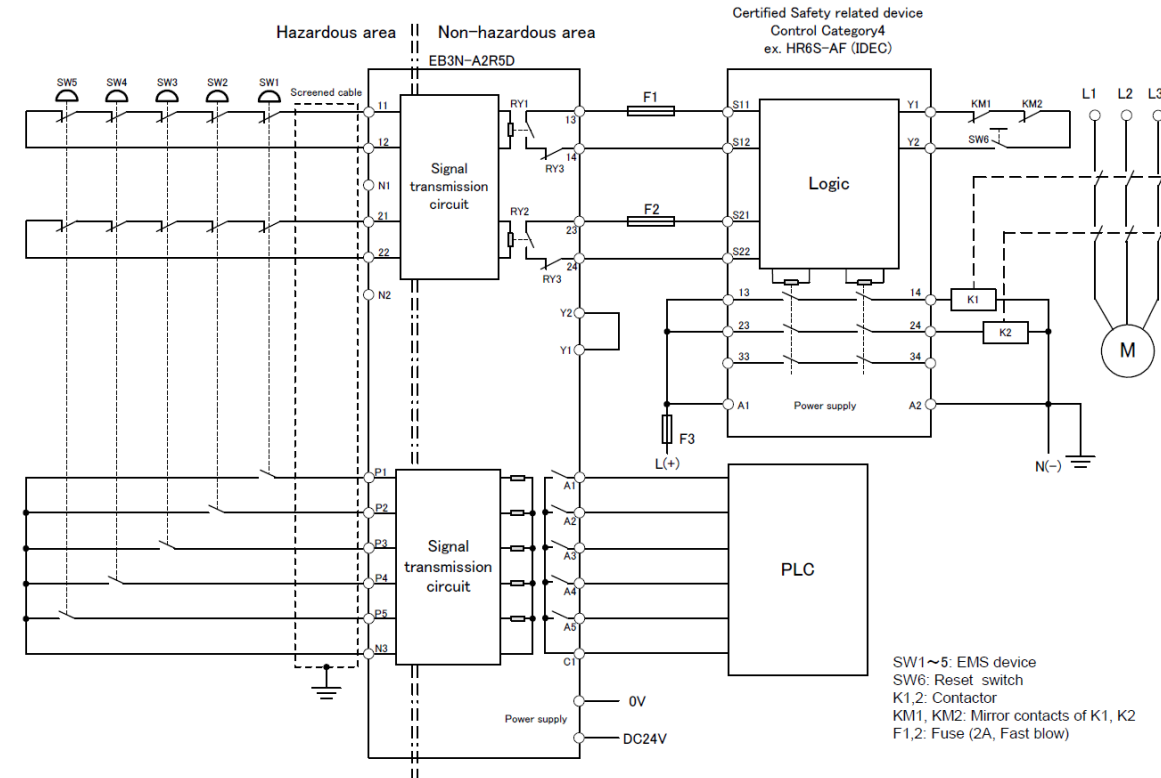 Certified Safety related device
Control Category4
ex. HR6S-AF (IDEC)
Hazardous area
Non-hazardous area
EB3N-A2R5D
SW5
SW4
SW3
SW2
SW1
Screened cable
11
12
N1
21
22
N2
Signal
transmission
circuit
RY1
13
14
RY3
RY2
23
24
RY3
Y2
Y1
F1
F2
S11
S12
S21
S22
Logic
Y1
Y2
KM1
KM2
SW6
L1
L2
L3
13
14
23
24
33
34
K1
K2
M
A1
Power supply
A2
F3
L(+)
N(-)
P1
P2
P3
P4
P5
N3
Signal
transmission
circuit
A1
A2
A3
A4
A5
C1
PLC
Power supply
0V
DC24V
SW1~5: EMS device
SW6: Reset switch
K1,2: Contactor
KM1, KM2: Mirror contacts of K1, K2
F1,2: Fuse (2A, Fast blow)